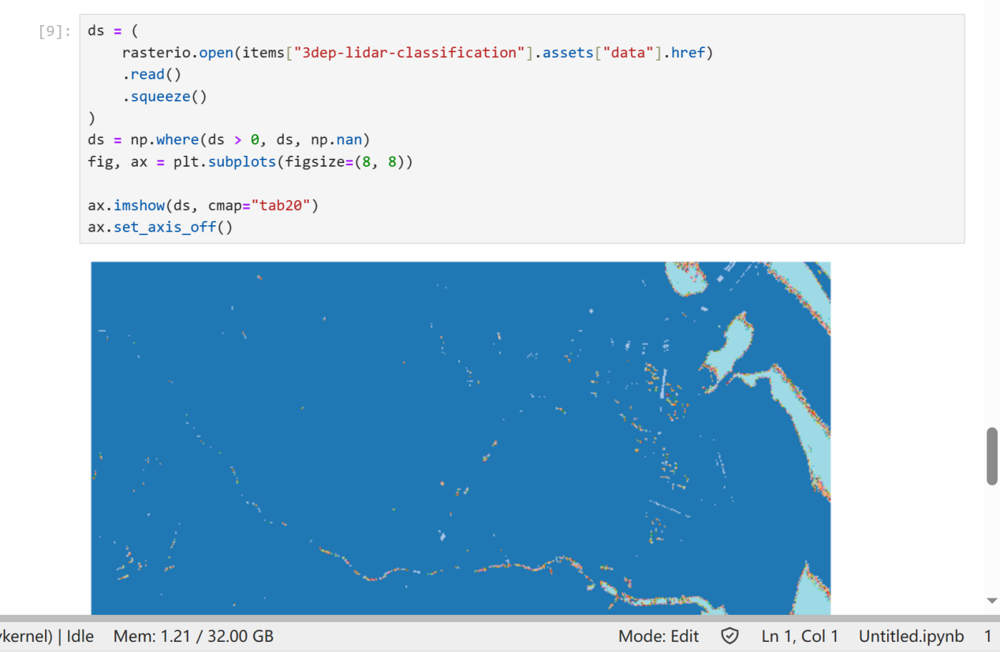 [9]:
ds = (
    rasterio.open(items["3dep-lidar-classification"].assets["data"].href)
    .read()
    .squeeze()
)
ds = np.where(ds > 0, ds, np.nan)
fig, ax = plt.subplots(figsize=(8, 8))
ax.imshow(ds, cmap="tab20")
ax.set_axis_off()
ykernel) | Idle Mem: 1.21 / 32.00 GB Mode: Edit Ln 1, Col 1 Untitled.ipynb 1